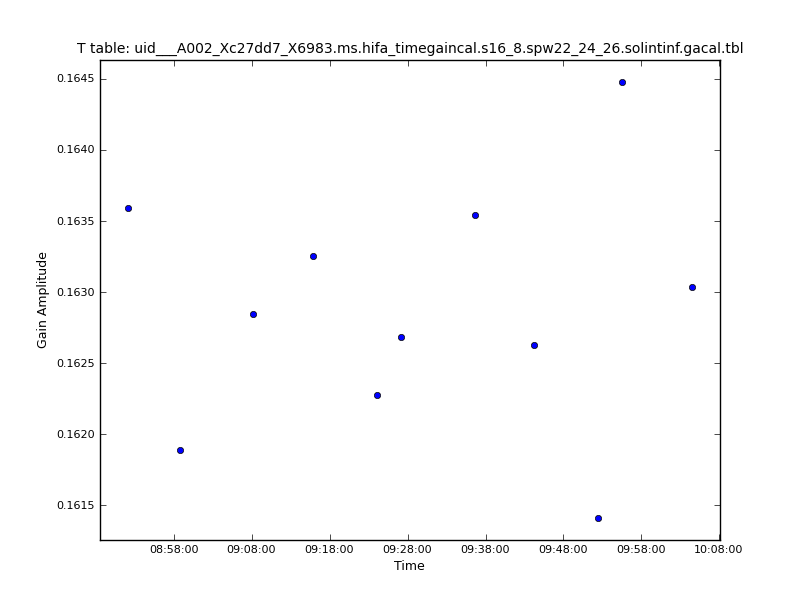 T table: uid___A002_Xc27dd7_X6983.ms.hifa_timegaincal.s16_8.spw22_24_26.solintinf.gacal.tbl
0.1645
0.1640
0.1635
0.1630
0.1625
0.1620
0.1615
Gain Amplitude
08:58:00 09:08:00 09:18:00 09:28:00 09:38:00 09:48:00 09:58:00 10:08:00
Time